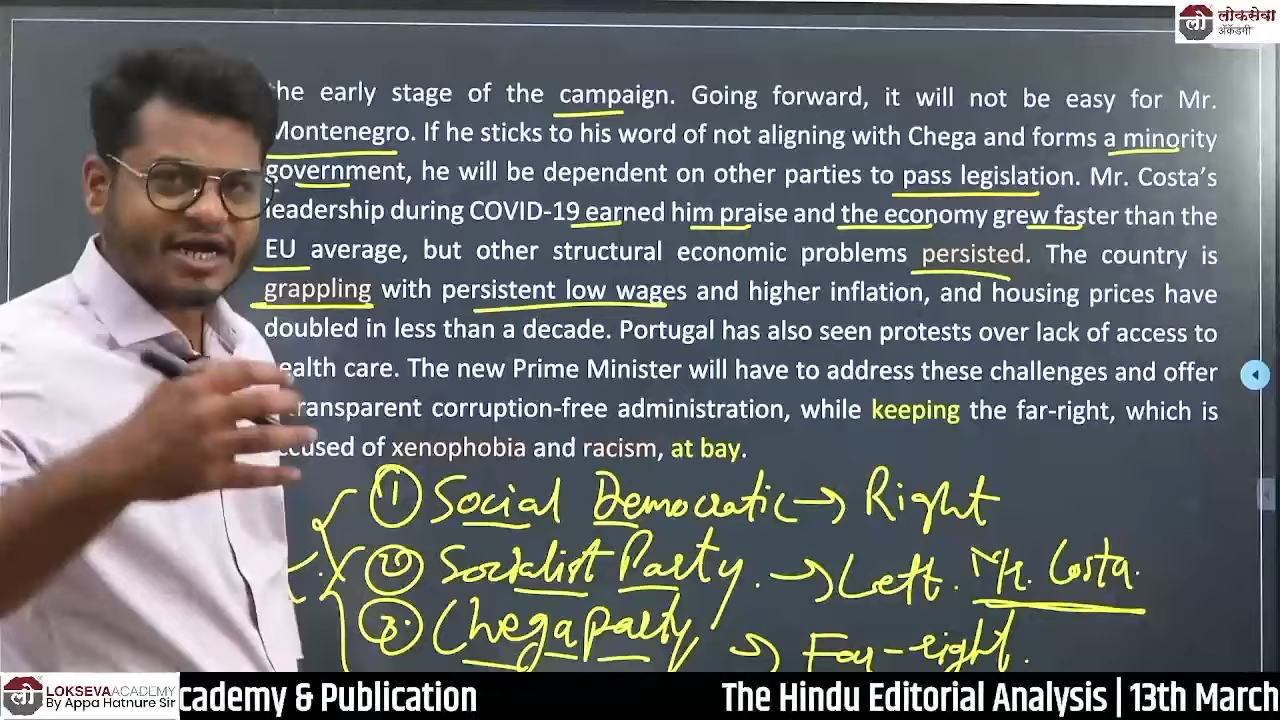 लोकसेवा
अ‍ॅकॅडमी
the early stage of the campaign. Going forward, it will not be easy for Mr.
Montenegro. If he sticks to his word of not aligning with Chega and forms a minority
government, he will be dependent on other parties to pass legislation. Mr. Costa's
leadership during COVID-19 earned him praise and the economy grew faster than the
EU average, but other structural economic problems persisted. The country is
grappling with persistent low wages and higher inflation, and housing prices have
doubled in less than a decade. Portugal has also seen protests over lack of access to
ealth care. The new Prime Minister will have to address these challenges and offer
transparent corruption-free administration, while keeping the far-right, which is
ccused of xenophobia and racism, at bay.
① Social Democratic → Right
② Socialist Party. → Left. Mr. Costa.
③ Chega Party → Far-right.
लो LOKSEVA ACADEMY
By Appa Hatnure Sir
cademy & Publication The Hindu Editorial Analysis | 13th March